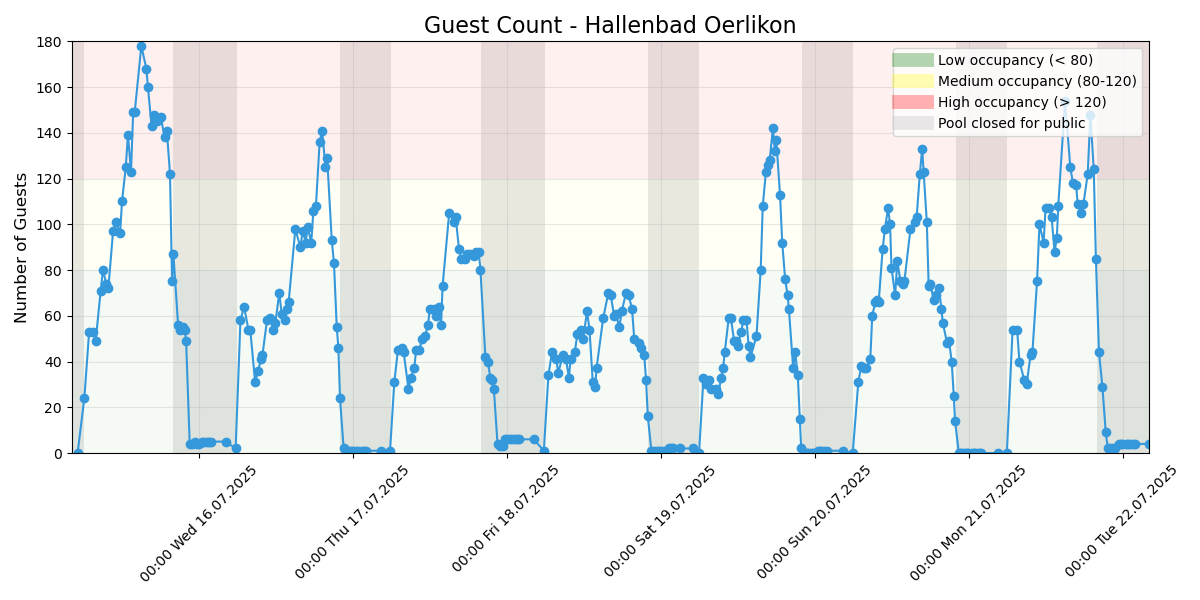 Guest Count - Hallenbad Oerlikon
Number of Guests
180
160
140
120
100
80
60
40
20
0
Low occupancy (< 80)
Medium occupancy (80-120)
High occupancy (> 120)
Pool closed for public
00:00 Wed 16.07.2025
00:00 Thu 17.07.2025
00:00 Fri 18.07.2025
00:00 Sat 19.07.2025
00:00 Sun 20.07.2025
00:00 Mon 21.07.2025
00:00 Tue 22.07.2025